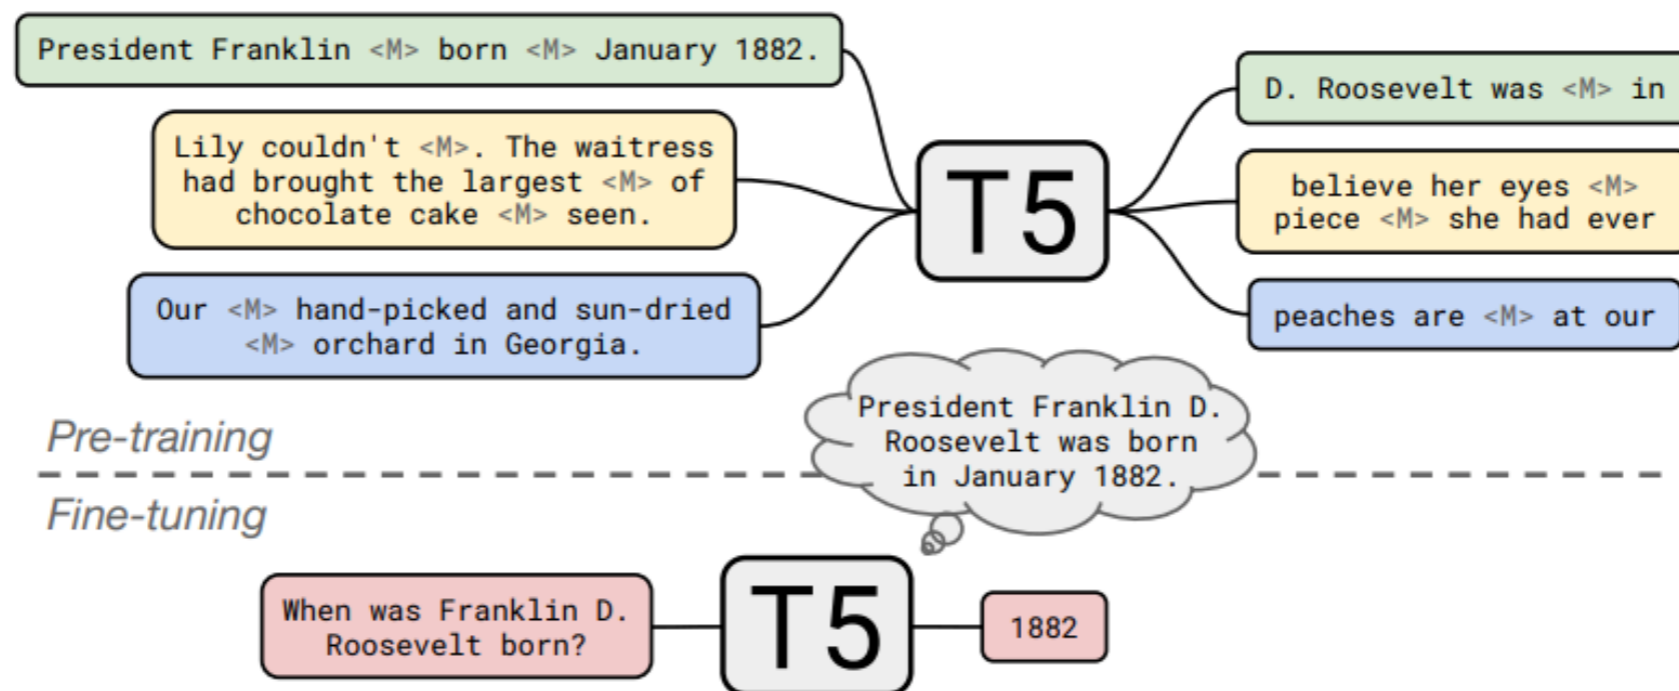 President Franklin <M> born <M> January 1882.
Lily couldn't <M>. The waitress
had brought the largest <M> of
chocolate cake <M> seen.
Our <M> hand-picked and sun-dried
<M> orchard in Georgia.
T5
D. Roosevelt was <M> in
believe her eyes <M>
piece <M> she had ever
peaches are <M> at our
Pre-training
President Franklin D.
Roosevelt was born
in January 1882.
Fine-tuning
When was Franklin D.
Roosevelt born?
T5
1882